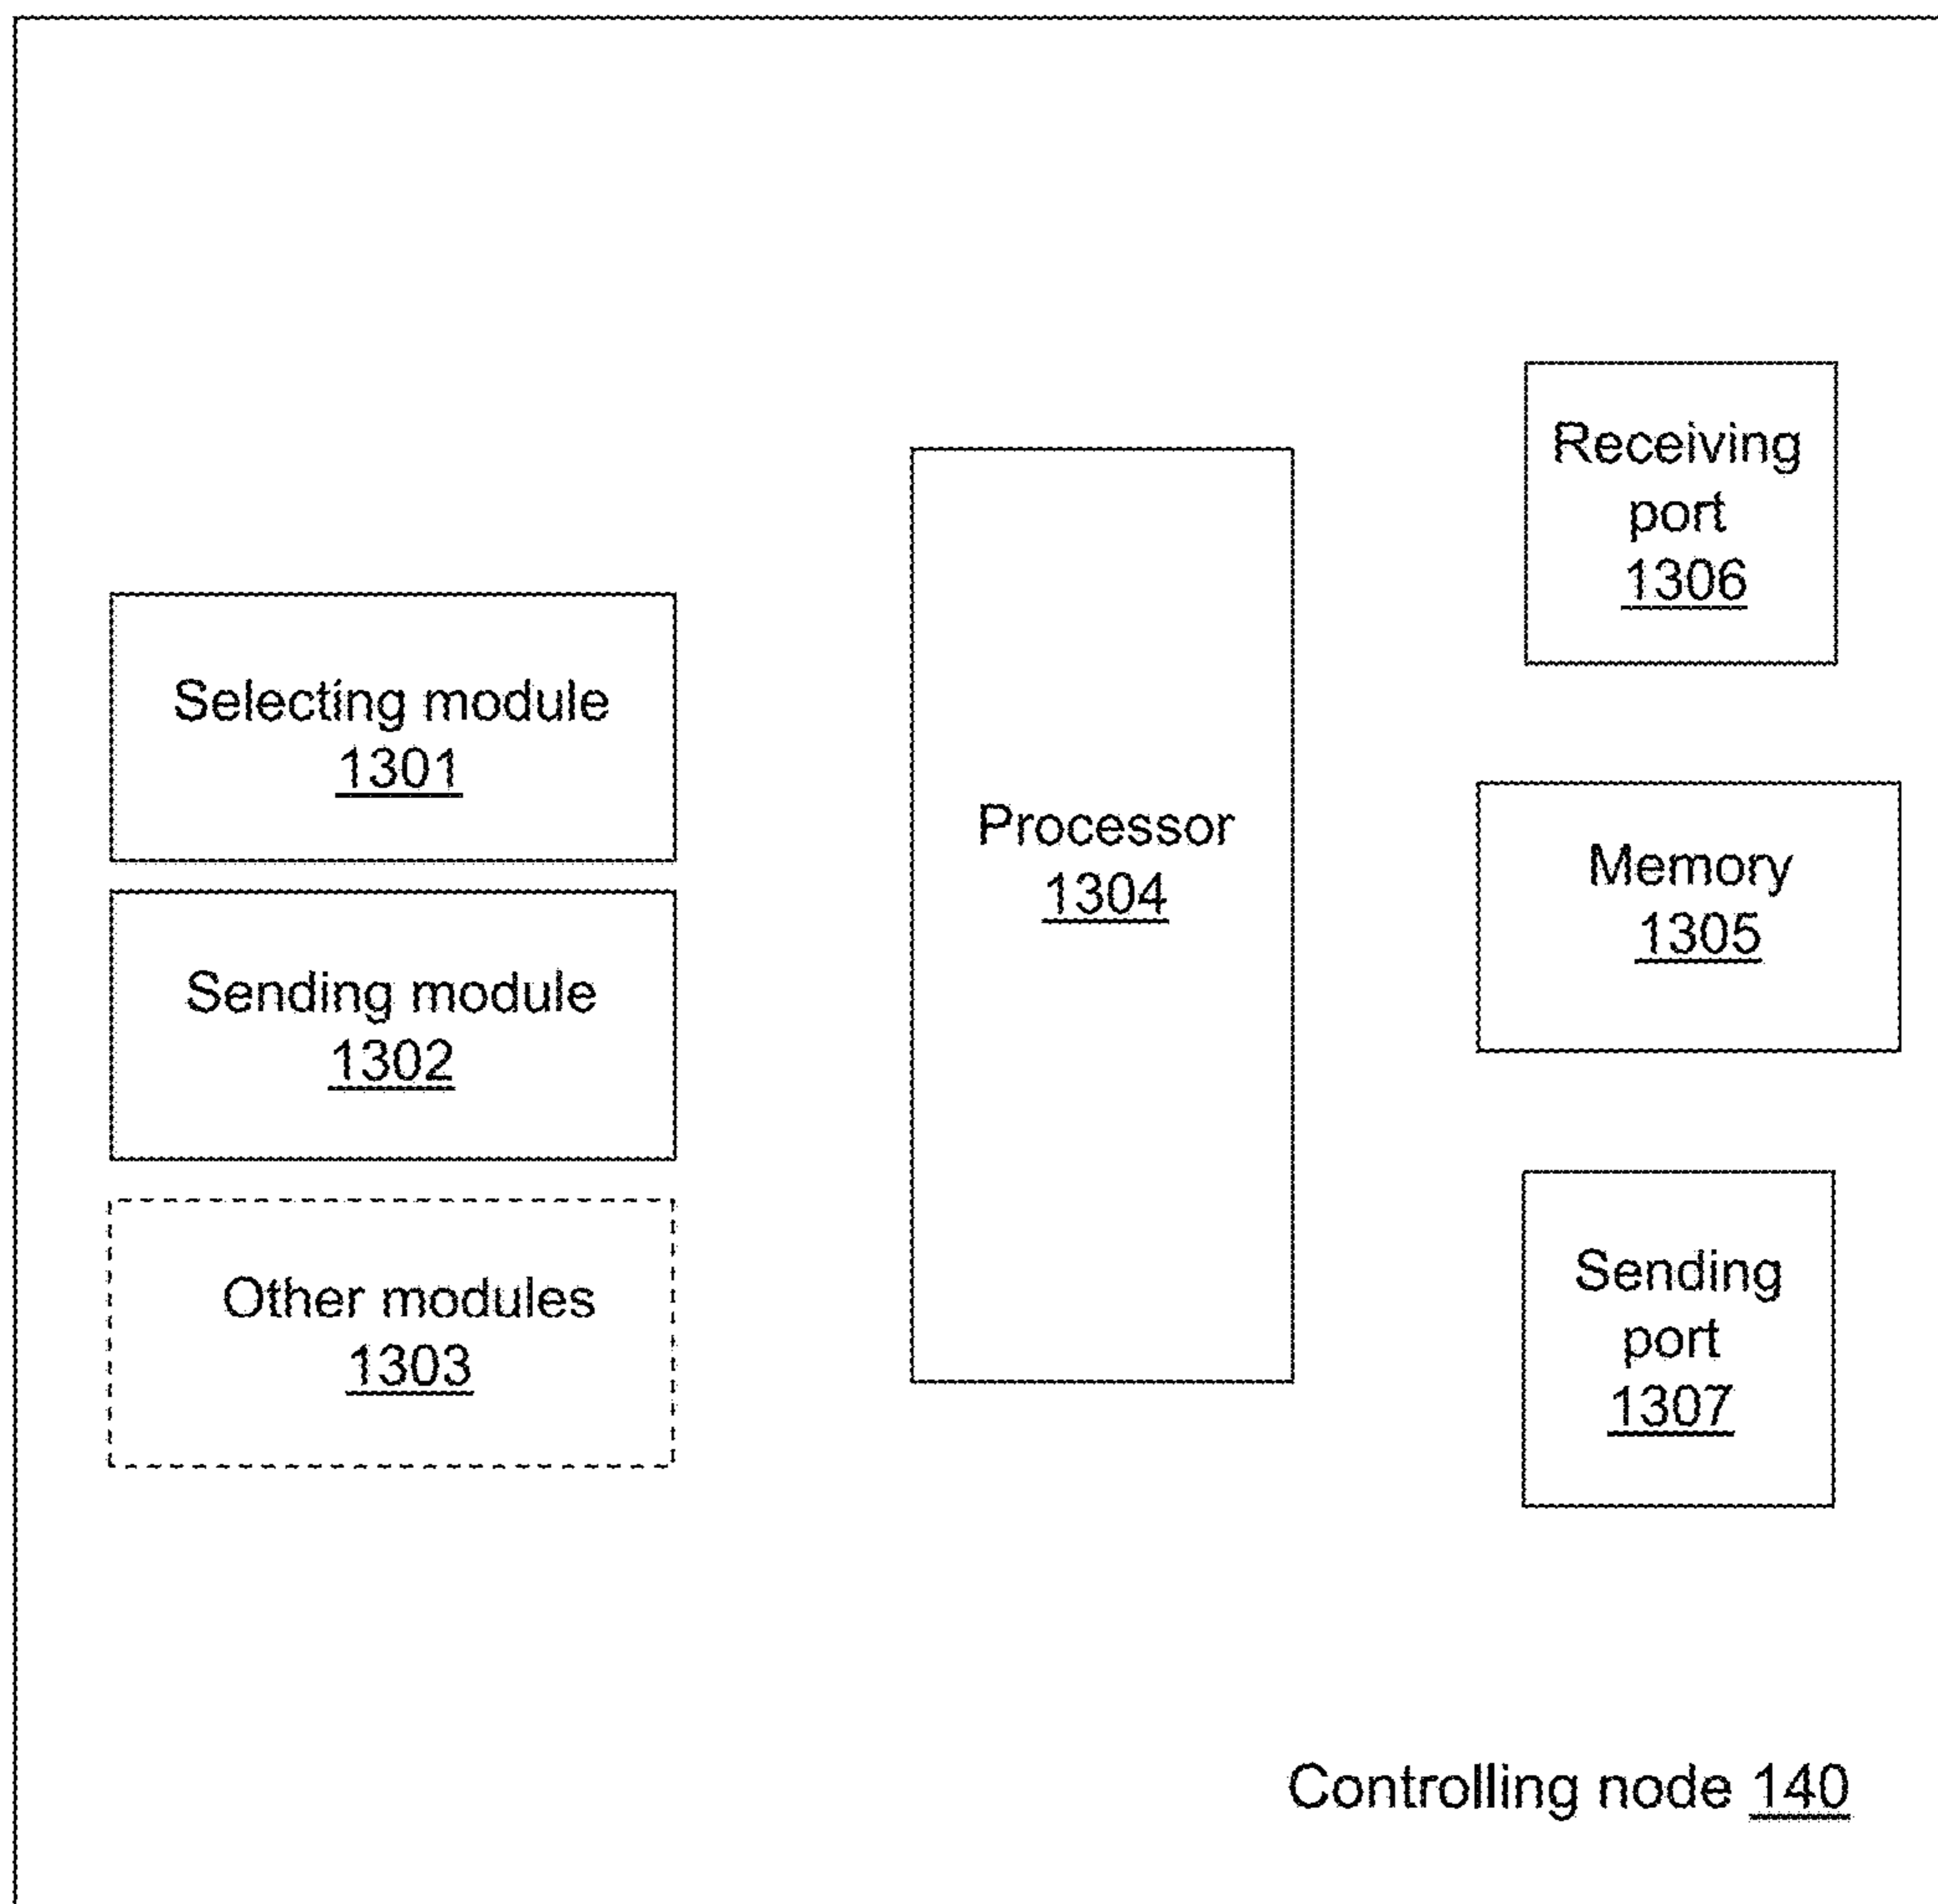 Selecting module
1301
Sending module
1302
Other modules
1303
Processor
1304
Receiving
port
1306
Memory
1305
Sending
port
1307
Controlling node 140